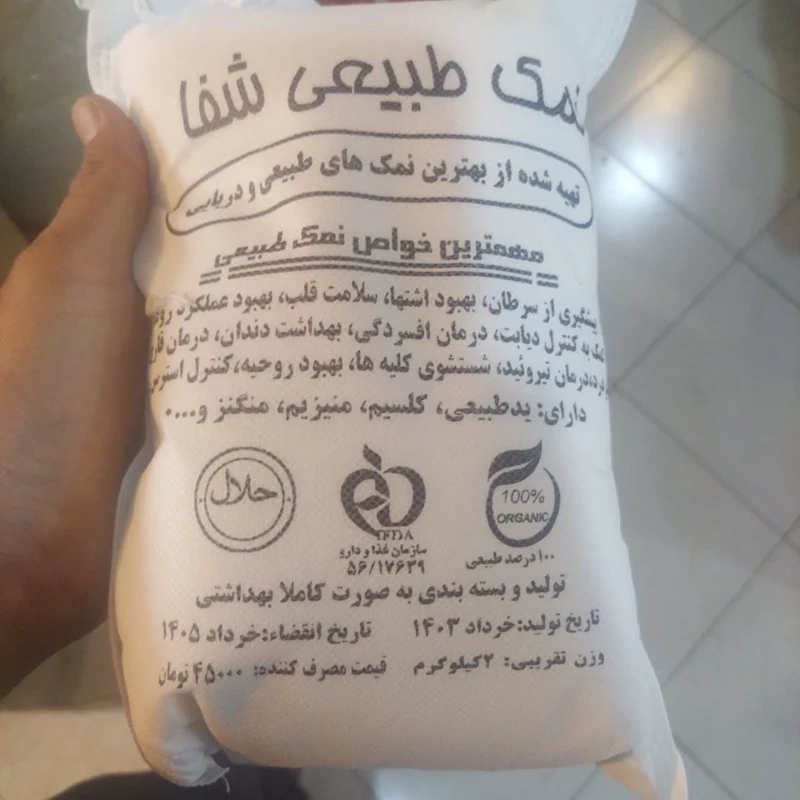 نمک طبیعی شفا
تهیه شده از بهترین نمک های طبیعی و دریایی
مهمترین خواص نمک طبیعی
پیشگیری از سرطان، بهبود اشتها، سلامت قلب، بهبود عملکرد
به کنترل دیابت، درمان افسردگی، بهداشت دندان، درمان
درمان تیروئید، شستشوی کلیه ها، بهبود روحیه،کنترل استرس
دارای: یدطبیعی، کلسیم، منیزیم، منگنز و...
100%
ORGANIC
۱۰۰ درصد طبیعی
IFDA
سازمان غذا و دارو
۵۶/۱۷۶۳۹
حلال
تولید و بسته بندی به صورت کاملا بهداشتی
تاریخ تولید:خرداد ۱۴۰۳ تاریخ انقضاء:خرداد ۱۴۰۵
وزن تقریبی: ۲کیلوگرم قیمت مصرف کننده: ۴۵۰۰۰ تومان